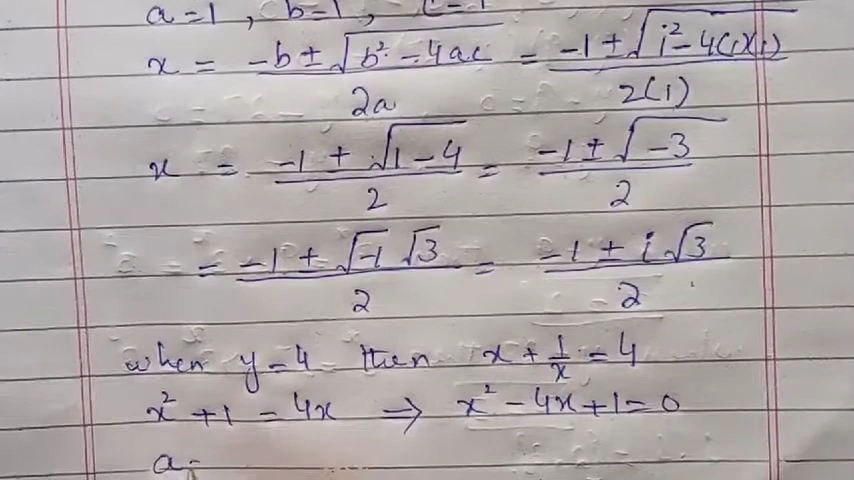 a=1, b=1, c=1
x = -b±√b²-4ac / 2a = -1±√1²-4(1)(1) / 2(1)
x = -1±√1-4 / 2 = -1±√-3 / 2
= -1±√-1 √3 / 2 = -1±i√3 / 2
when y=4 then x+1/x=4
x²+1=4x ⇒ x²-4x+1=0
a=